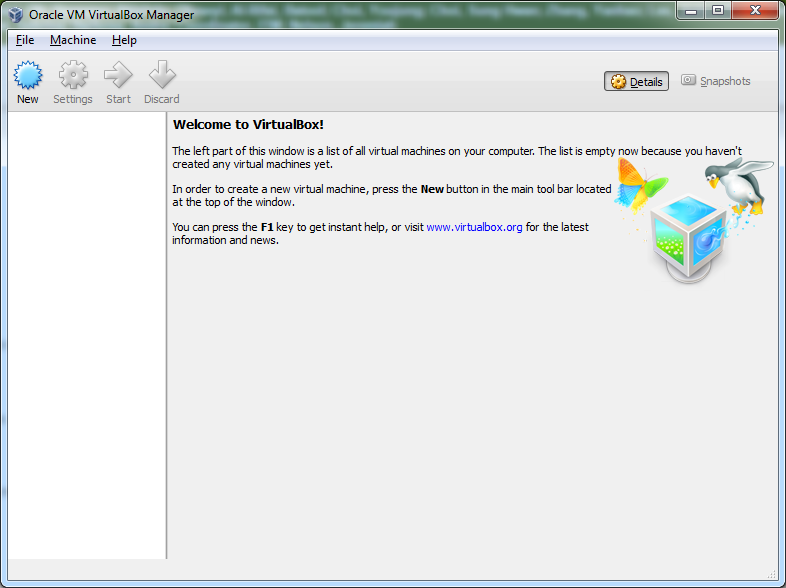 Oracle VM VirtualBox Manager
File Machine Help
New Settings Start Discard Details Snapshots
Welcome to VirtualBox!
The left part of this window is a list of all virtual machines on your computer. The list is empty now because you haven't
created any virtual machines yet.
In order to create a new virtual machine, press the New button in the main tool bar located
at the top of the window.
You can press the F1 key to get instant help, or visit www.virtualbox.org for the latest
information and news.